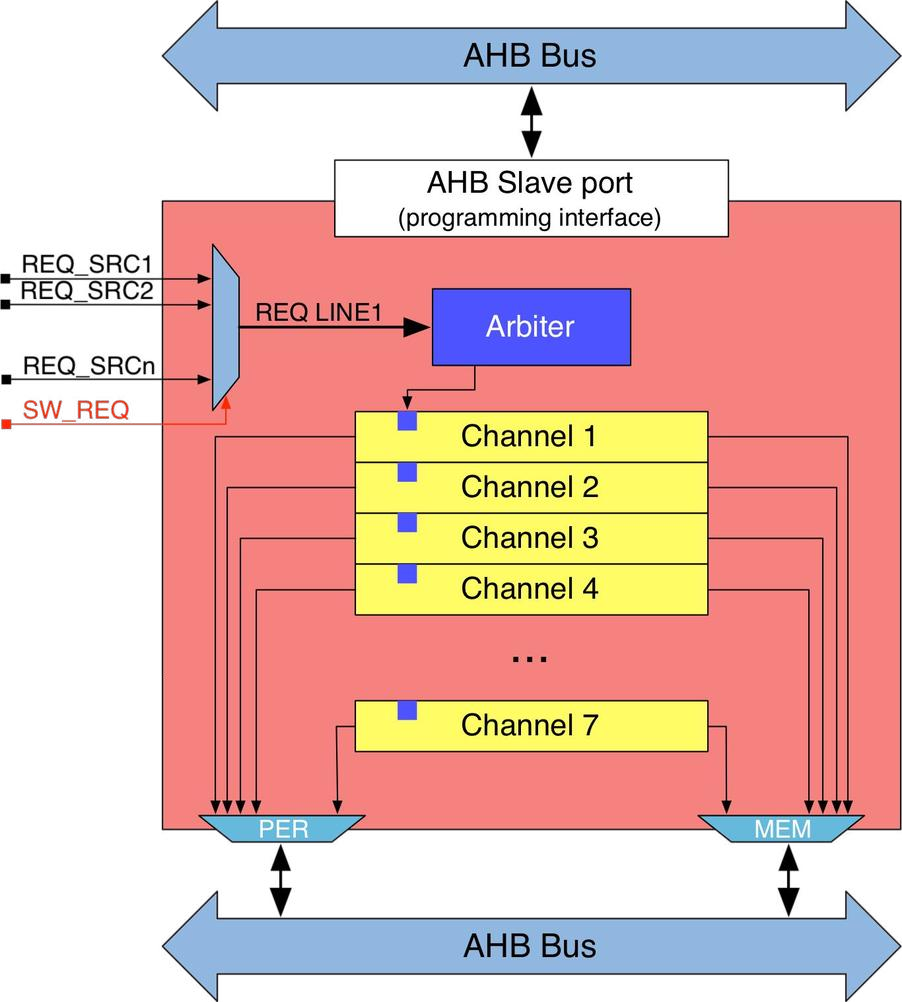 AHB Bus
AHB Slave port
(programming interface)
REQ_SRC1
REQ_SRC2
REQ LINE1
Arbiter
REQ_SRCn
SW_REQ
Channel 1
Channel 2
Channel 3
Channel 4
...
Channel 7
PER
MEM
AHB Bus